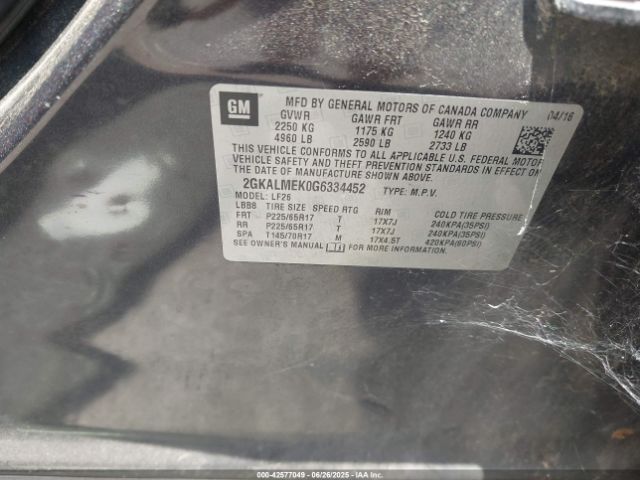 GM
MFD BY GENERAL MOTORS OF CANADA COMPANY 04/16
GVWR GAWR FRT GAWR RR
2250 KG 1175 KG 1240 KG
4960 LB 2590 LB 2733 LB
THIS VEHICLE CONFORMS TO ALL APPLICABLE U.S. FEDERAL MOTOR
VEHICLE SAFETY AND THEFT PREVENTION STANDARDS IN EFFECT ON
THE DATE OF MANUFACTURE SHOWN ABOVE.
2GKALMEK0G6334452 TYPE: M.P.V.
MODEL: LF26
LBB8 TIRE SIZE SPEED RTG RIM COLD TIRE PRESSURE
FRT P225/65R17 T 17X7J 240KPA(35PSI)
RR P225/65R17 T 17X7J 240KPA(35PSI)
SPA T145/70R17 M 17X4.5T 420KPA(60PSI)
SEE OWNER'S MANUAL FOR MORE INFORMATION.
00-42577049 06/26/2025 IAAI.COM